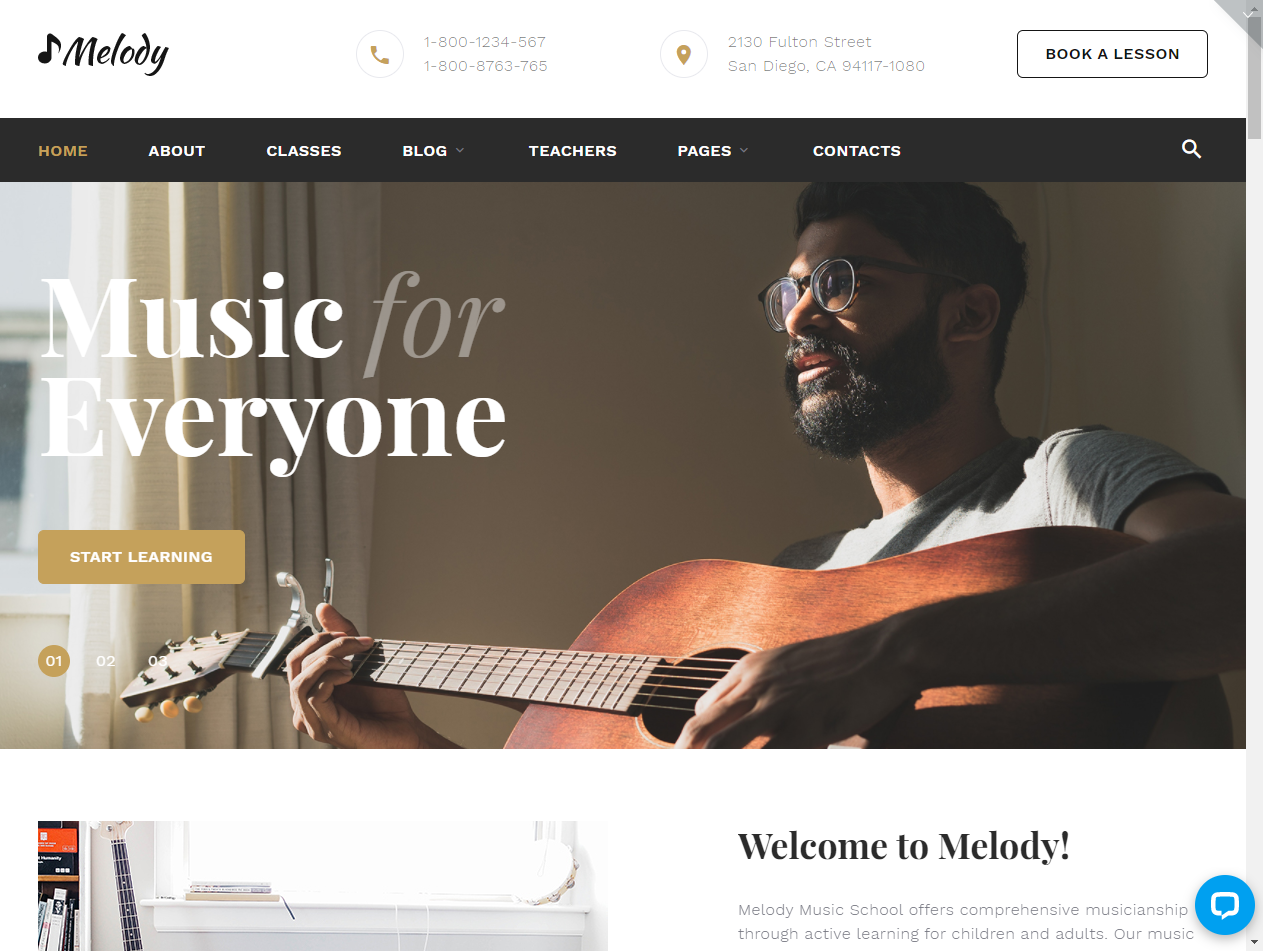 Melody
1-800-1234-567
1-800-8763-765
2130 Fulton Street
San Diego, CA 94117-1080
BOOK A LESSON
HOME ABOUT CLASSES BLOG TEACHERS PAGES CONTACTS
Music for
Everyone
START LEARNING
01 02 03
Welcome to Melody!
Melody Music School offers comprehensive musicianship
through active learning for children and adults. Our music